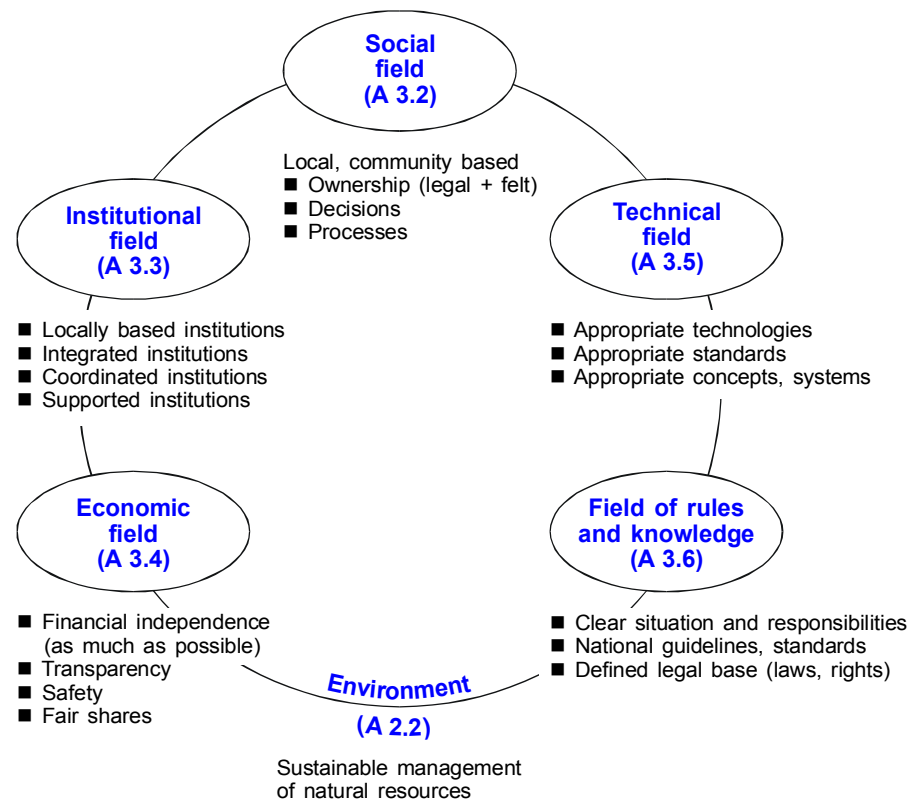 Social
field
(A 3.2)
Local, community based
■ Ownership (legal + felt)
■ Decisions
■ Processes
Institutional
field
(A 3.3)
■ Locally based institutions
■ Integrated institutions
■ Coordinated institutions
■ Supported institutions
Technical
field
(A 3.5)
■ Appropriate technologies
■ Appropriate standards
■ Appropriate concepts, systems
Economic
field
(A 3.4)
■ Financial independence
(as much as possible)
■ Transparency
■ Safety
■ Fair shares
Field of rules
and knowledge
(A 3.6)
■ Clear situation and responsibilities
■ National guidelines, standards
■ Defined legal base (laws, rights)
Environment
(A 2.2)
Sustainable management
of natural resources